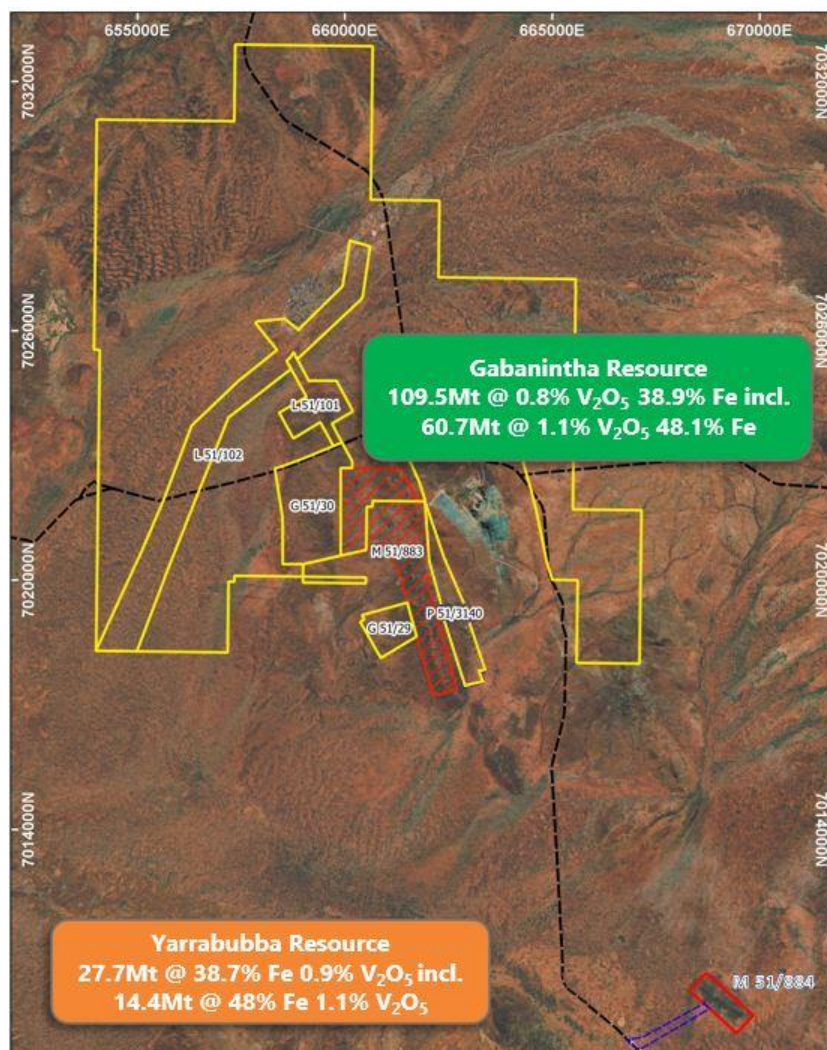 655000E 660000E 665000E 670000E
7032000N 7032000N
7026000N 7026000N
Gabanintha Resource
109.5Mt @ 0.8% V₂O₅ 38.9% Fe incl.
60.7Mt @ 1.1% V₂O₅ 48.1% Fe
L 51/101
L 51/102
G 51/30
M 51/883
7020000N 7020000N
P 51/3140
G 51/29
7014000N 7014000N
Yarrabubba Resource
27.7Mt @ 38.7% Fe 0.9% V₂O₅ incl.
14.4Mt @ 48% Fe 1.1% V₂O₅
M 51/884